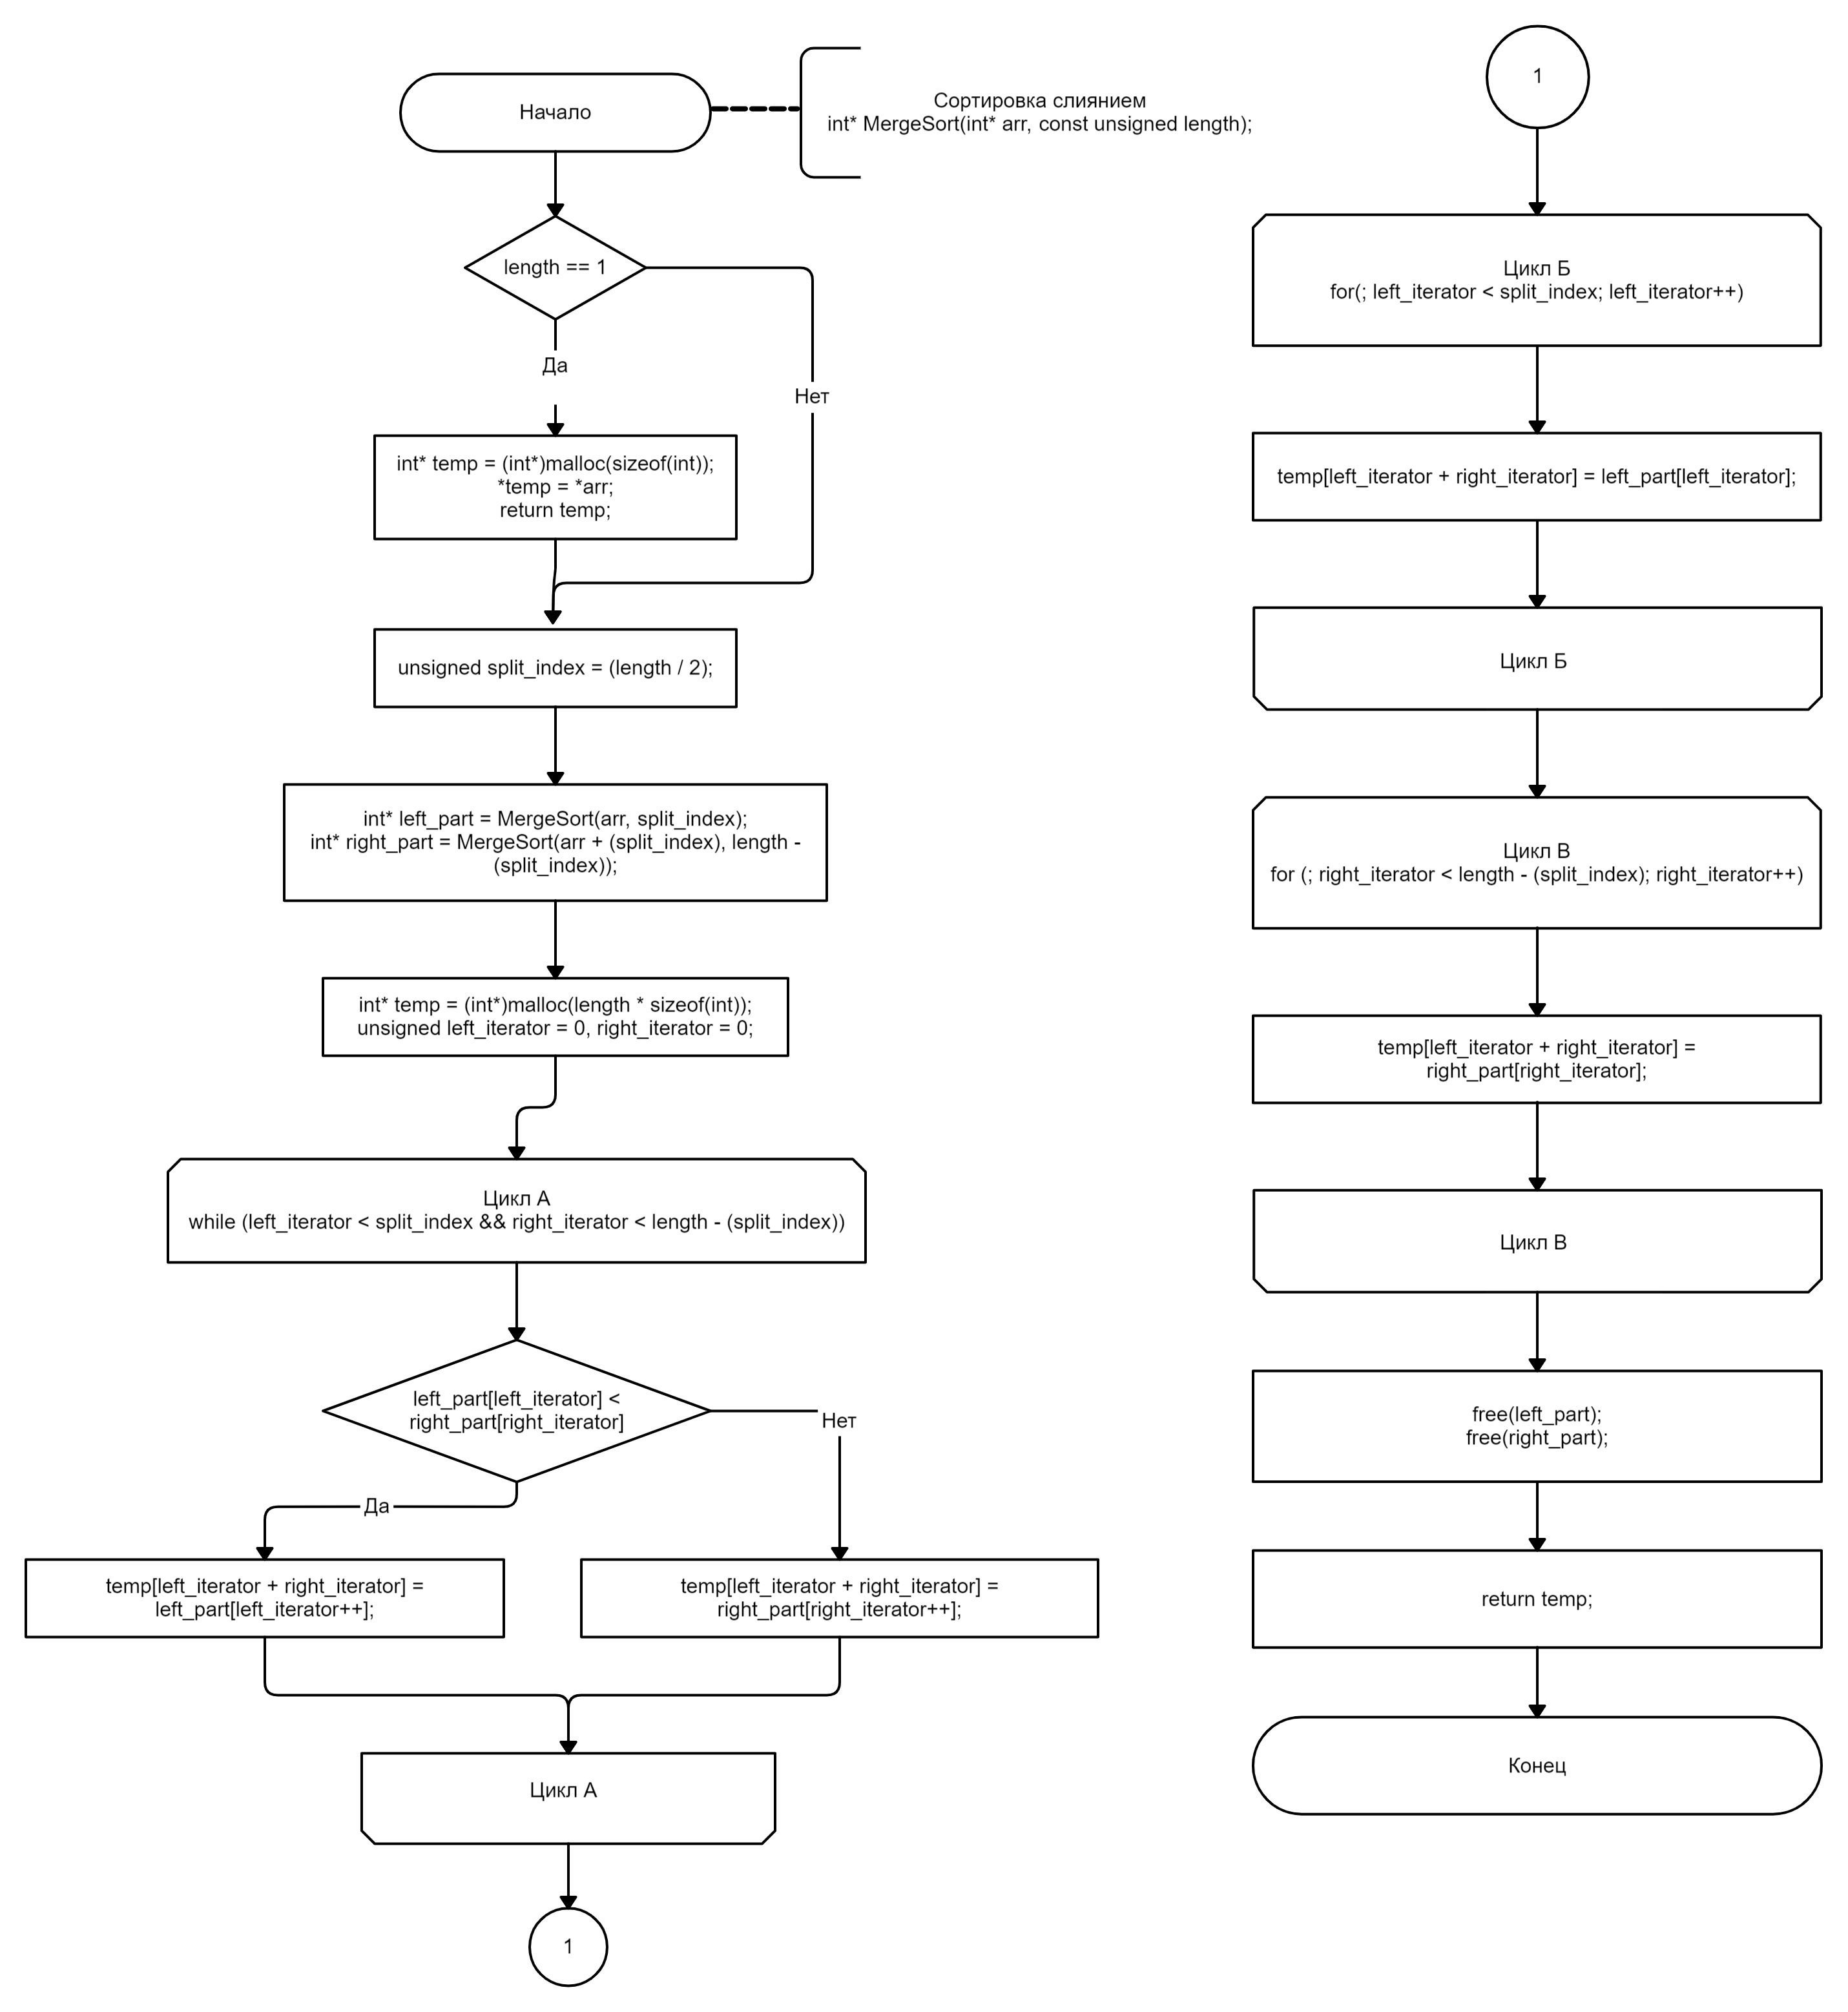 Начало
Сортировка слиянием
int* MergeSort(int* arr, const unsigned length);
length == 1
Да
Нет
int* temp = (int*)malloc(sizeof(int));
*temp = *arr;
return temp;
unsigned split_index = (length / 2);
int* left_part = MergeSort(arr, split_index);
int* right_part = MergeSort(arr + (split_index), length -
(split_index));
int* temp = (int*)malloc(length * sizeof(int));
unsigned left_iterator = 0, right_iterator = 0;
Цикл А
while (left_iterator < split_index && right_iterator < length - (split_index))
left_part[left_iterator] <
right_part[right_iterator]
Нет
Да
temp[left_iterator + right_iterator] =
left_part[left_iterator++];
temp[left_iterator + right_iterator] =
right_part[right_iterator++];
Цикл А
1
1
Цикл Б
for(; left_iterator < split_index; left_iterator++)
temp[left_iterator + right_iterator] = left_part[left_iterator];
Цикл Б
Цикл В
for (; right_iterator < length - (split_index); right_iterator++)
temp[left_iterator + right_iterator] =
right_part[right_iterator];
Цикл В
free(left_part);
free(right_part);
return temp;
Конец